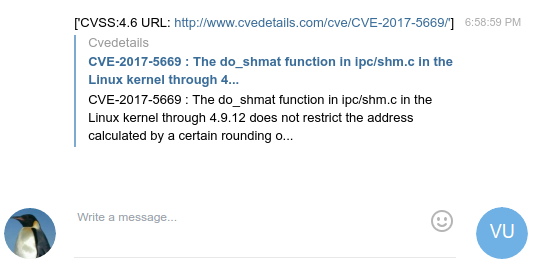 ['CVSS:4.6 URL: http://www.cvedetails.com/cve/CVE-2017-5669/'] 6:58:59 PM
Cvedetails
CVE-2017-5669 : The do_shmat function in ipc/shm.c in the
Linux kernel through 4...
CVE-2017-5669 : The do_shmat function in ipc/shm.c in the
Linux kernel through 4.9.12 does not restrict the address
calculated by a certain rounding o...
Write a message...
VU